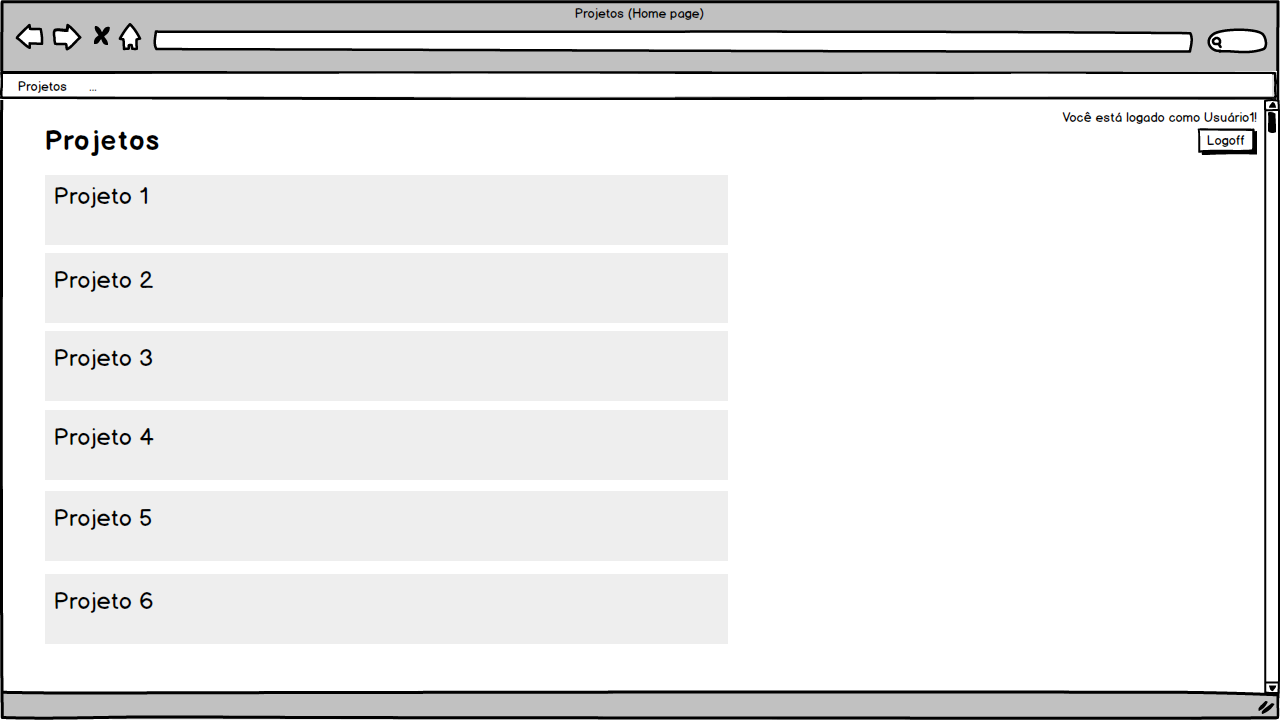 Projetos (Home page)
Projetos ...
Você está logado como Usuário1!
Logoff
Projetos
Projeto 1
Projeto 2
Projeto 3
Projeto 4
Projeto 5
Projeto 6